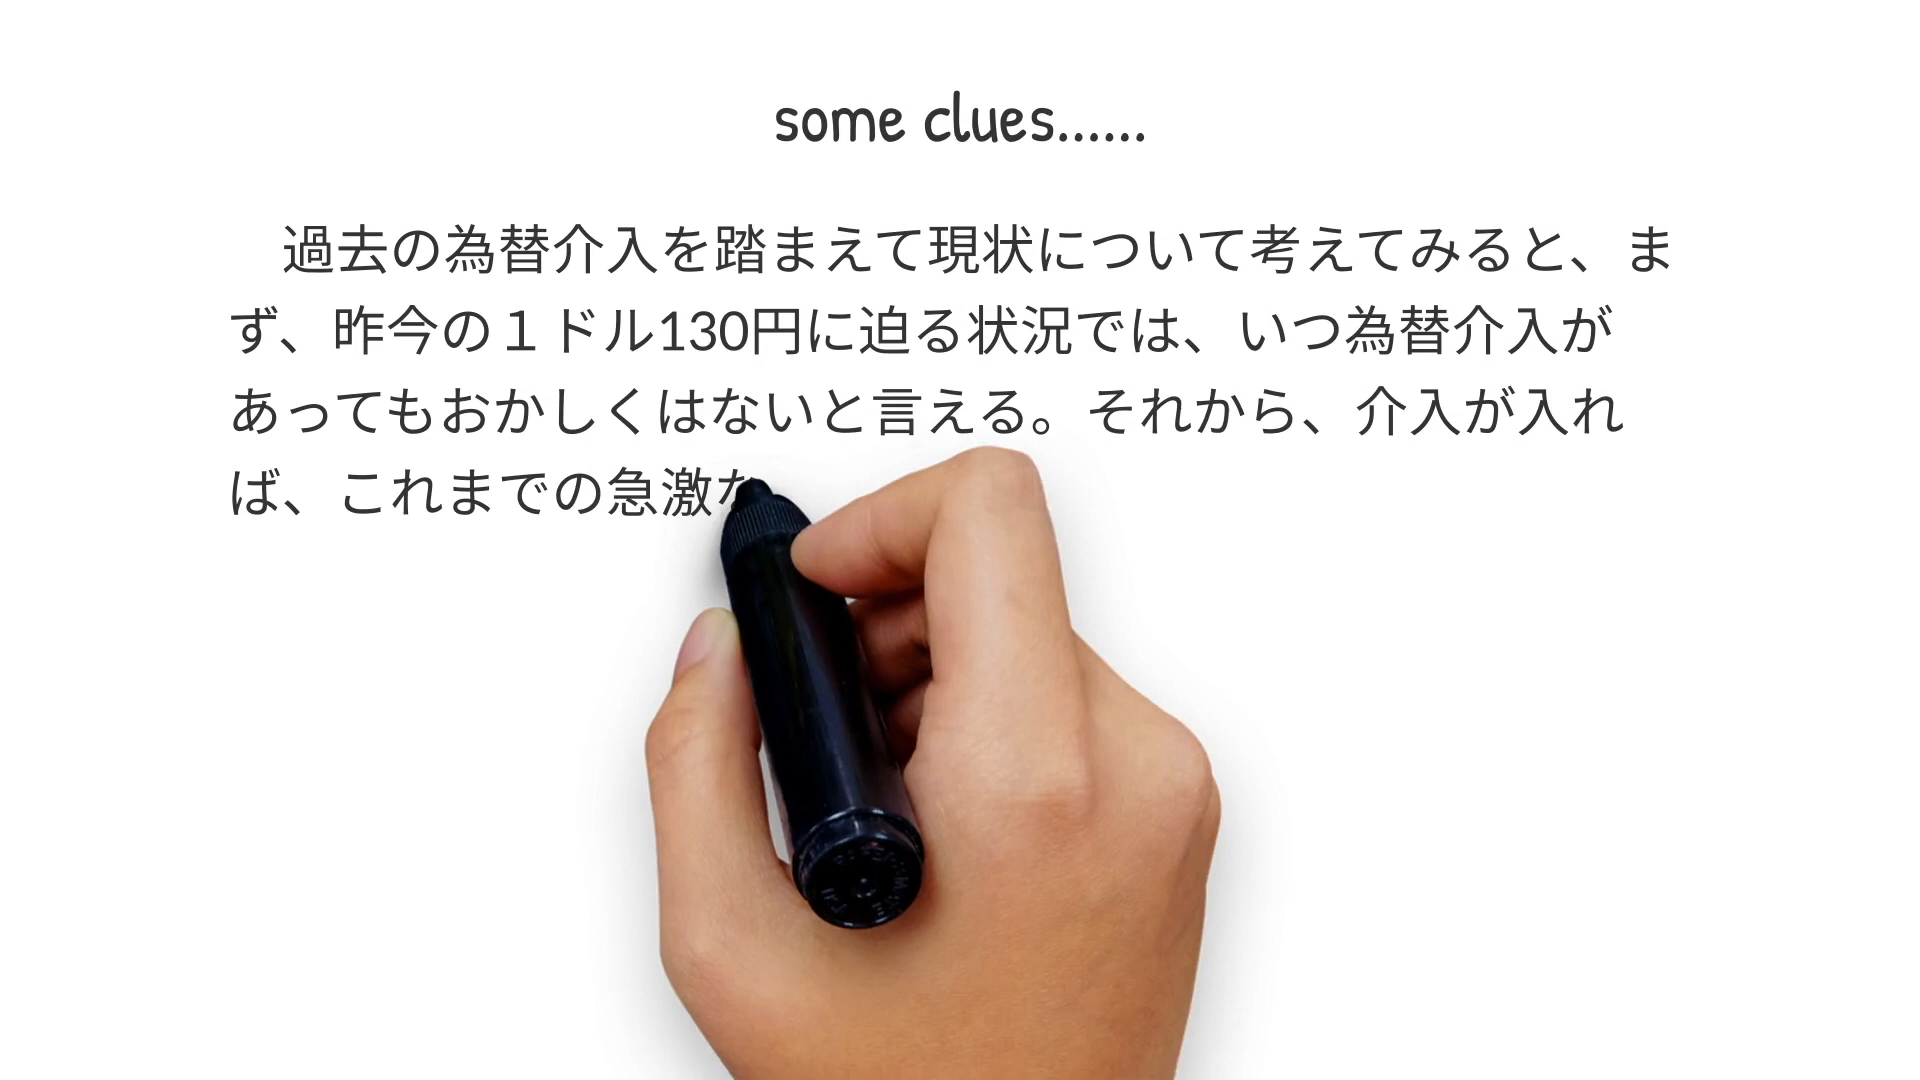 some clues......
　過去の為替介入を踏まえて現状について考えてみると、ま
ず、昨今の１ドル130円に迫る状況では、いつ為替介入が
あってもおかしくはないと言える。それから、介入が入れ
ば、これまでの急激な